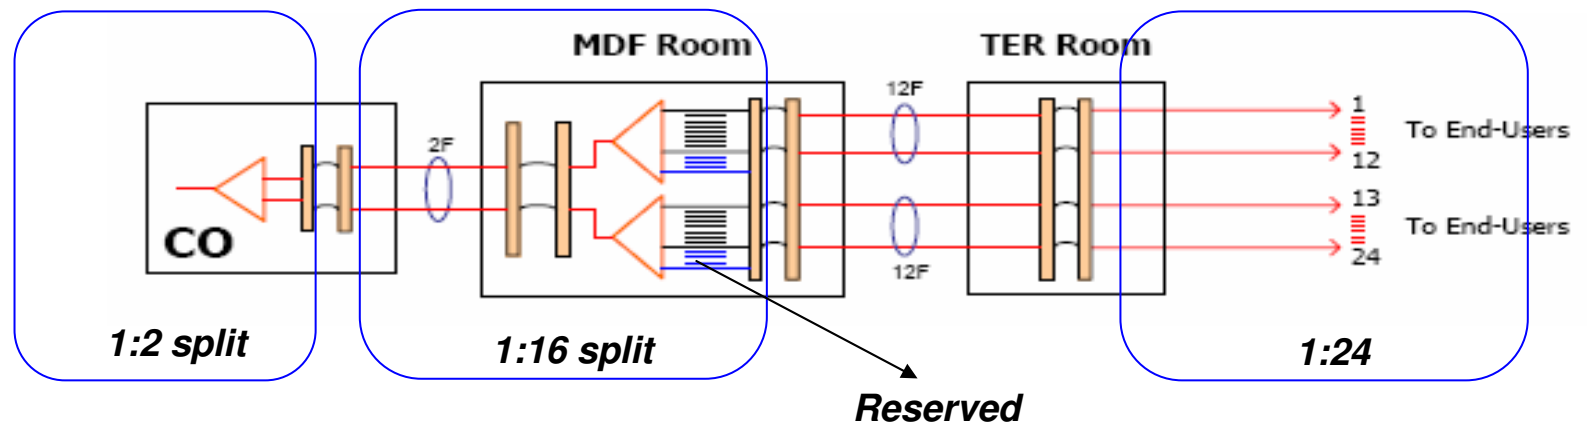 MDF Room
TER Room
12F
1
To End-Users
2F
12
13
CO
To End-Users
24
12F
1:2 split
1:16 split
1:24
Reserved